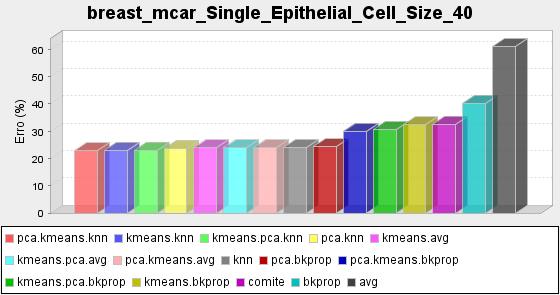 breast_mcar_Single_Epithelial_Cell_Size_40
60
50
40
30
20
10
0
Erro (%)
pca.kmeans.knn kmeans.knn kmeans.pca.knn pca.knn kmeans.avg
kmeans.pca.avg pca.kmeans.avg knn pca.bkprop pca.kmeans.bkprop
kmeans.pca.bkprop kmeans.bkprop comite bkprop avg